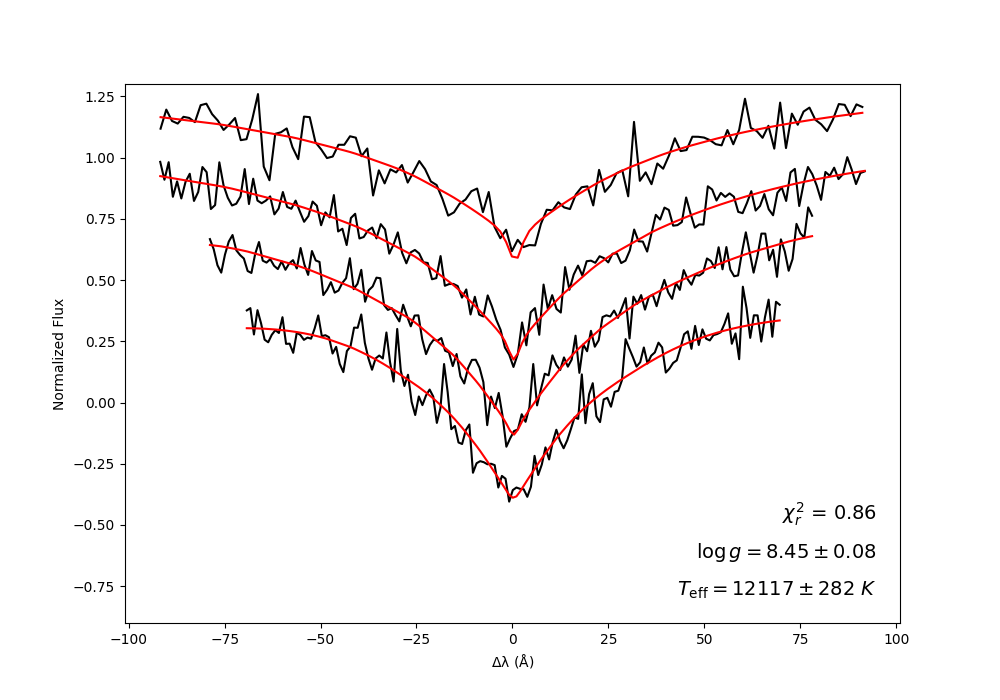 1.25
1.00
0.75
0.50
0.25
0.00
−0.25
−0.50
−0.75
Normalized Flux
χ²ᵣ = 0.86
log g = 8.45 ± 0.08
T_eff = 12117 ± 282 K
−100 −75 −50 −25 0 25 50 75 100
Δλ (Å)